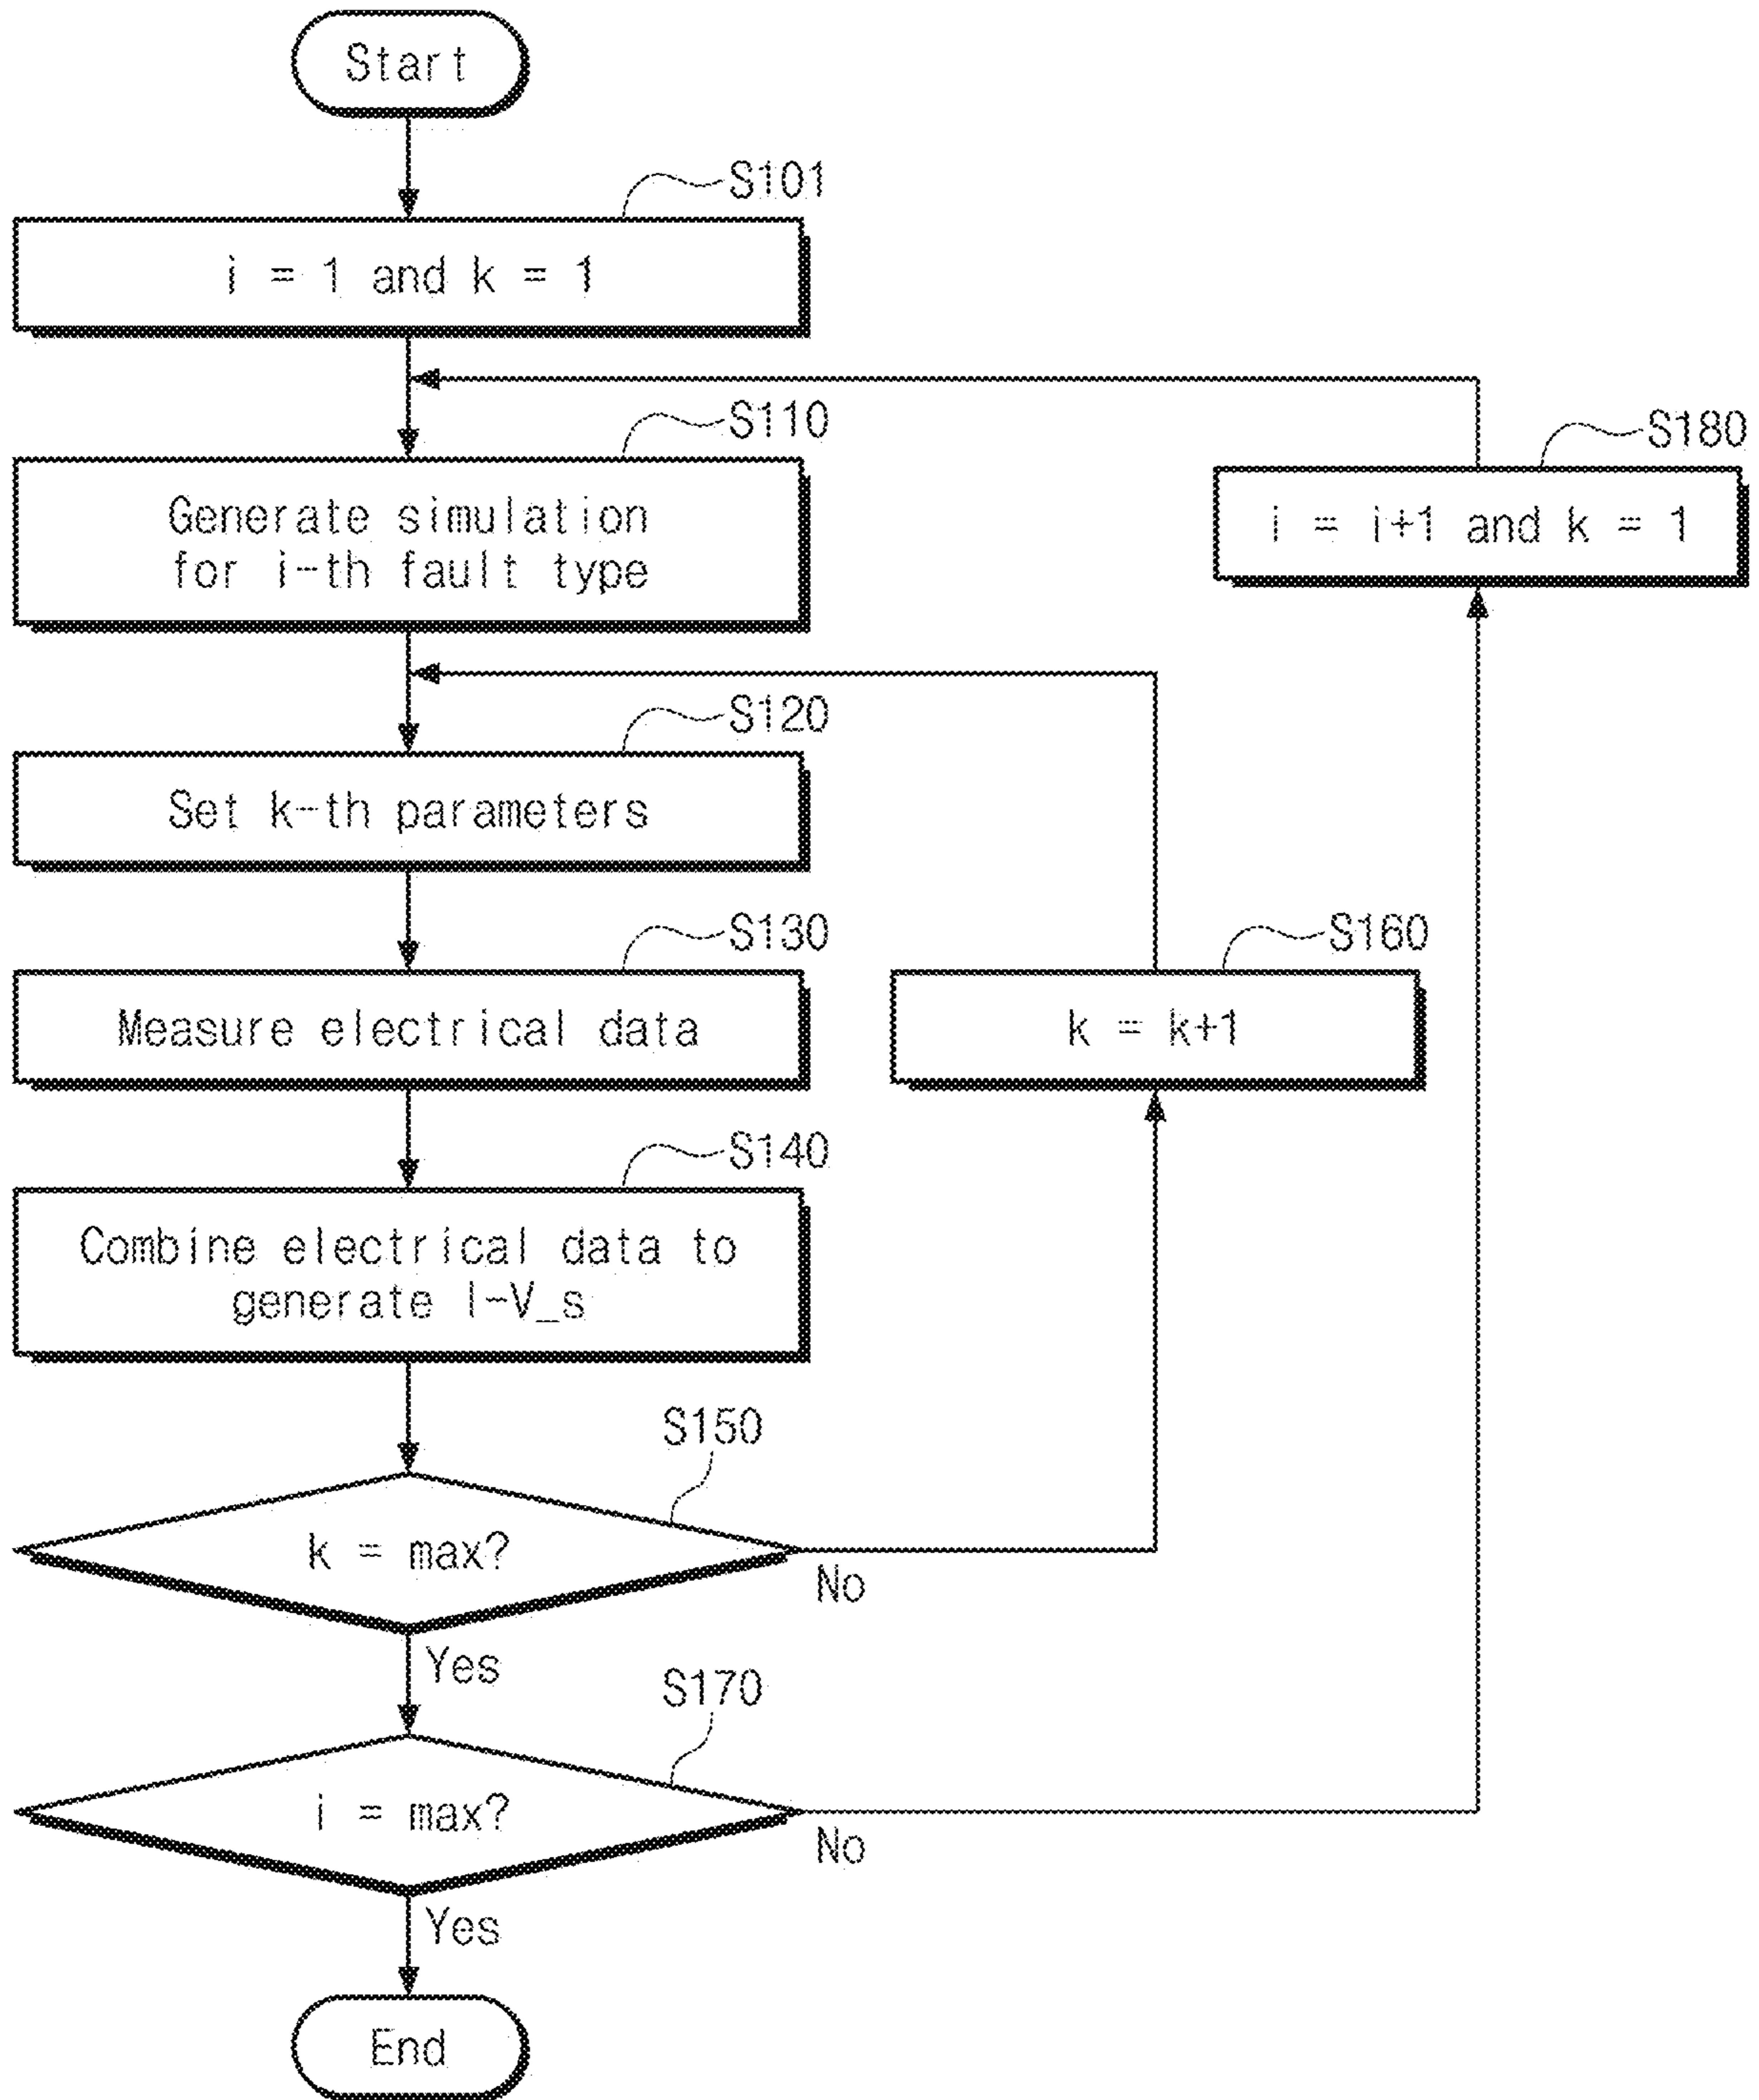 Start
S101
i = 1 and k = 1
S110
Generate simulation
for i-th fault type
S180
i = i+1 and k = 1
S120
Set k-th parameters
S130
Measure electrical data
S160
k = k+1
S140
Combine electrical data to
generate I-V_s
S150
k = max?
No
Yes
S170
i = max?
No
Yes
End